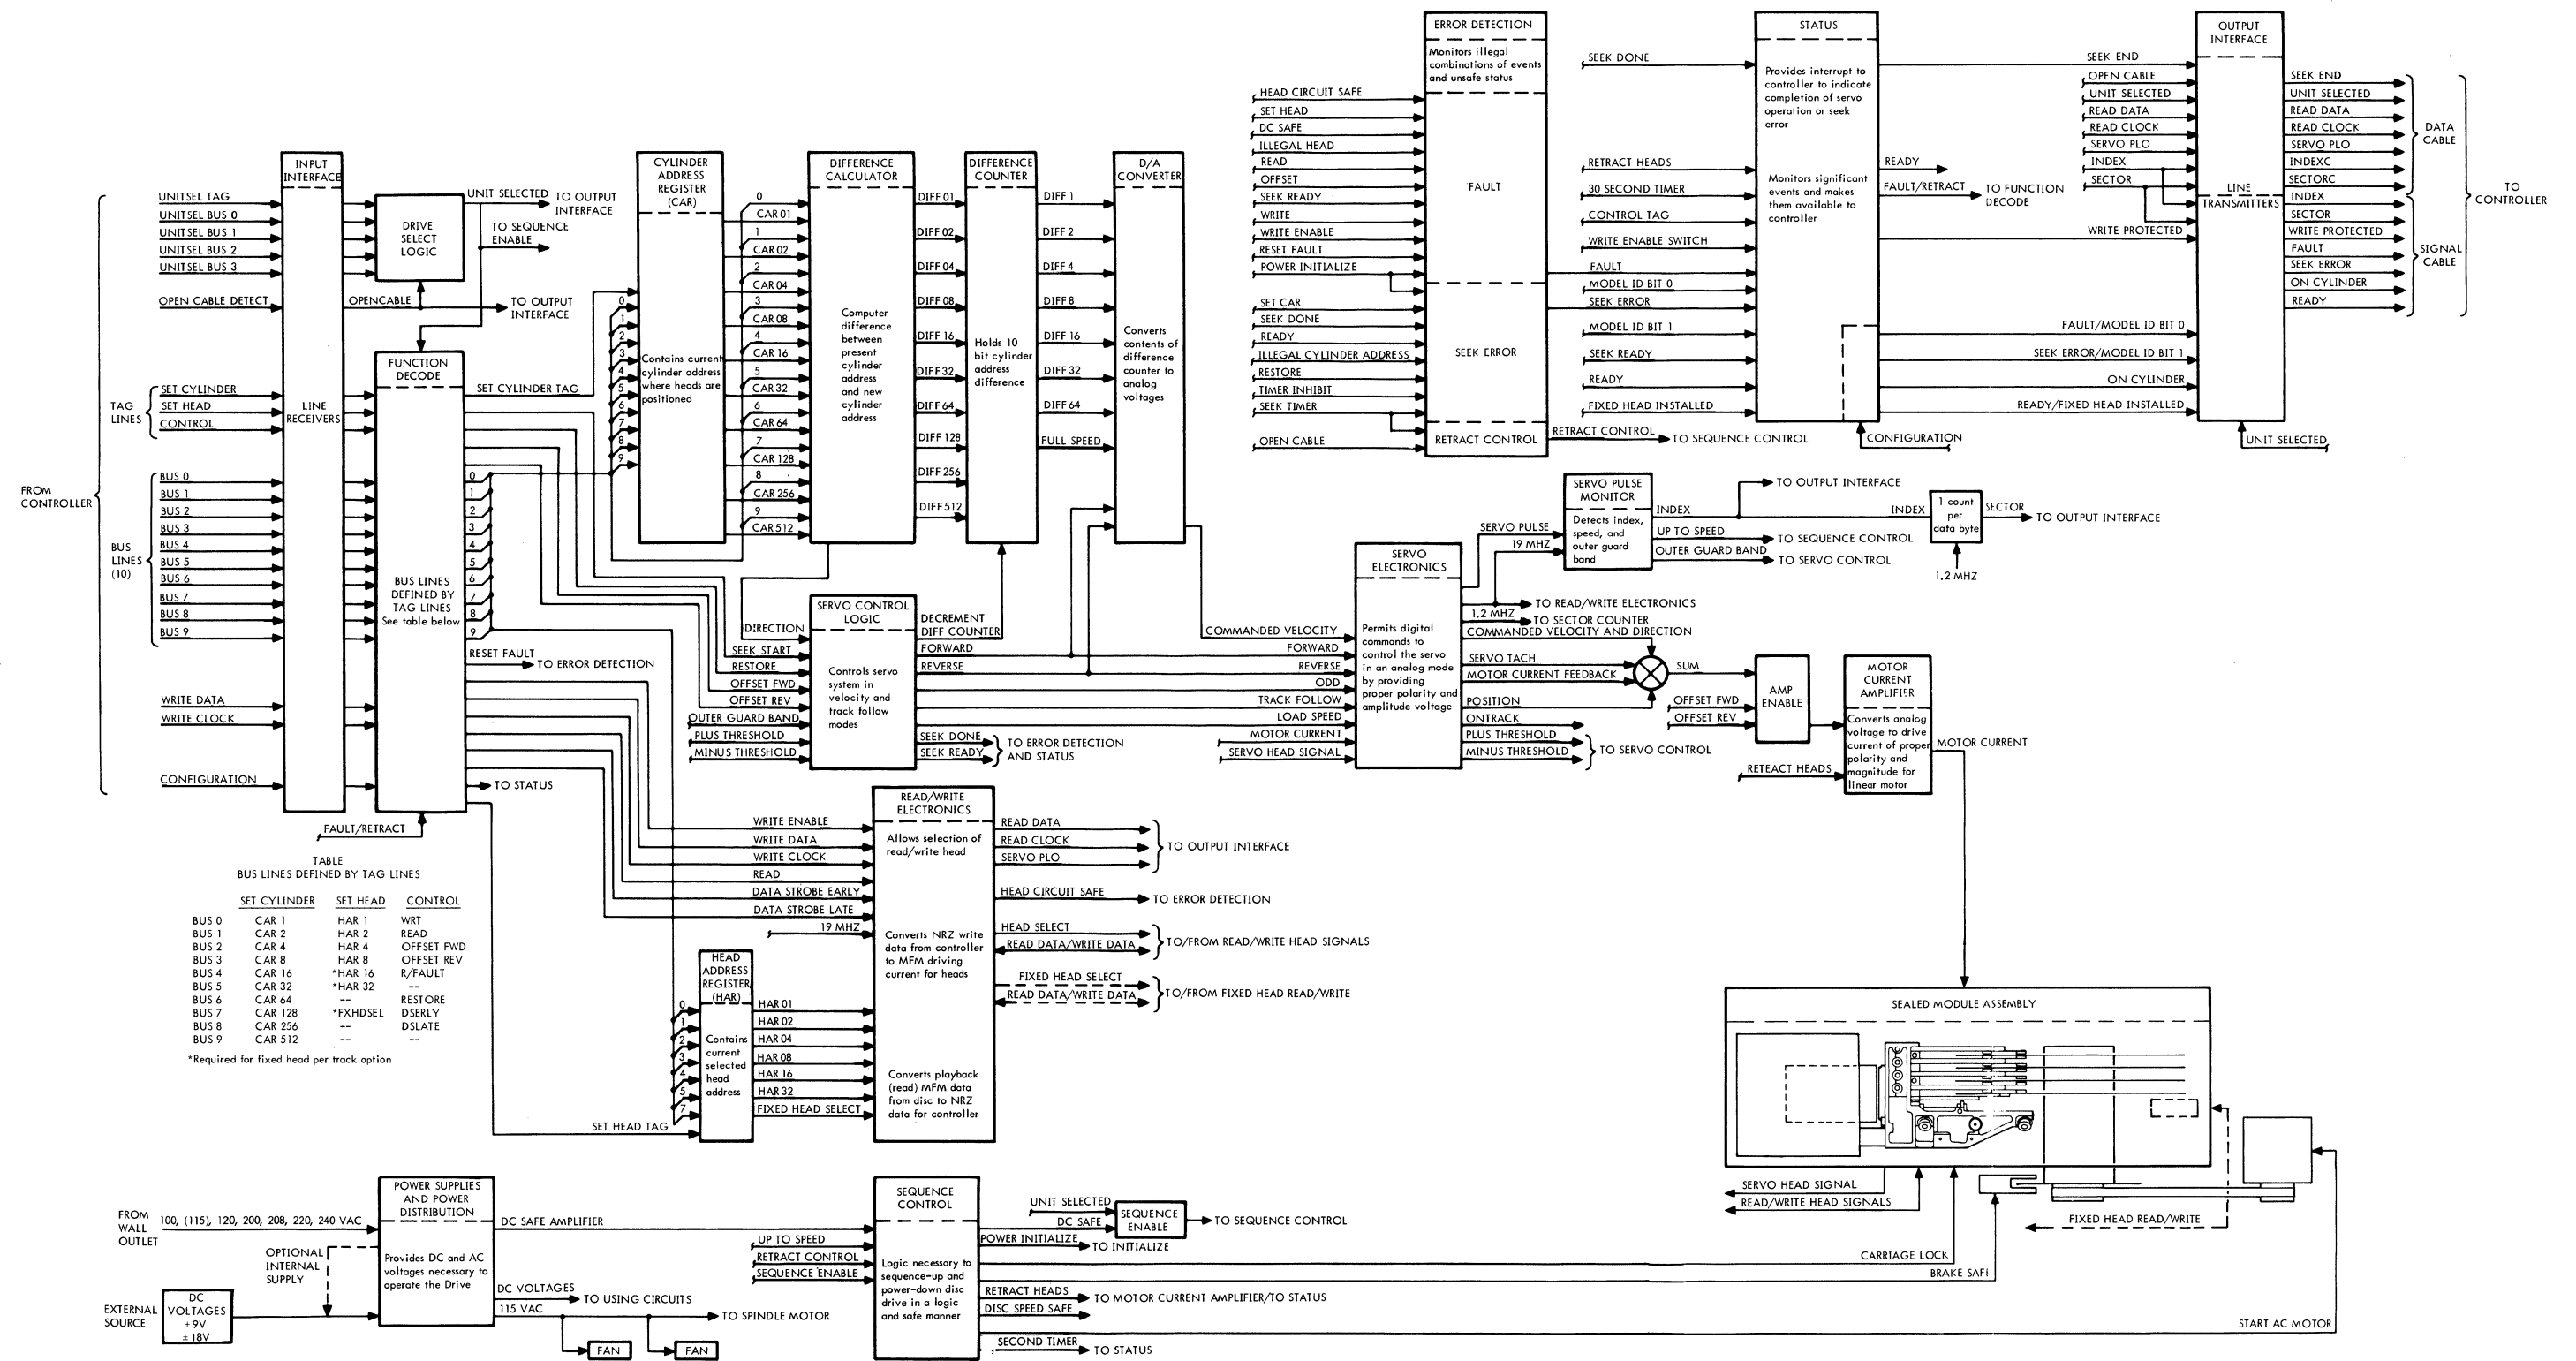 FROM
CONTROLLER
UNITSEL TAG
UNITSEL BUS 0
UNITSEL BUS 1
UNITSEL BUS 2
UNITSEL BUS 3
OPEN CABLE DETECT
TAG
LINES
SET CYLINDER
SET HEAD
CONTROL
BUS
LINES
(10)
BUS 0
BUS 1
BUS 2
BUS 3
BUS 4
BUS 5
BUS 6
BUS 7
BUS 8
BUS 9
WRITE DATA
WRITE CLOCK
CONFIGURATION
INPUT
INTERFACE
LINE
RECEIVERS
DRIVE
SELECT
LOGIC
UNIT SELECTED
TO OUTPUT
INTERFACE
TO SEQUENCE
ENABLE
OPENCABLE
TO OUTPUT
INTERFACE
FUNCTION
DECODE
BUS LINES
DEFINED BY
TAG LINES
See table below
SET CYLINDER TAG
0
1
2
3
4
5
6
7
8
9
RESET FAULT
TO ERROR DETECTION
TO STATUS
FAULT/RETRACT
0
1
2
3
4
5
6
7
8
9
CYLINDER
ADDRESS
REGISTER
(CAR)
Contains current
cylinder address
where heads are
positioned
0
CAR 01
1
CAR 02
2
CAR 04
3
CAR 08
4
CAR 16
5
CAR 32
6
CAR 64
7
CAR 128
8
CAR 256
9
CAR 512
DIFFERENCE
CALCULATOR
Computer
difference
between
present
cylinder
address
and new
cylinder
address
DIFF 01
DIFF 02
DIFF 04
DIFF 08
DIFF 16
DIFF 32
DIFF 64
DIFF 128
DIFF 256
DIFF 512
DIFFERENCE
COUNTER
Holds 10
bit cylinder
address
difference
DIFF 1
DIFF 2
DIFF 4
DIFF 8
DIFF 16
DIFF 32
DIFF 64
FULL SPEED
D/A
CONVERTER
Converts
contents of
difference
counter to
analog
voltages
HEAD CIRCUIT SAFE
SET HEAD
DC SAFE
ILLEGAL HEAD
READ
OFFSET
SEEK READY
WRITE
WRITE ENABLE
RESET FAULT
POWER INITIALIZE
SET CAR
SEEK DONE
READY
ILLEGAL CYLINDER ADDRESS
RESTORE
TIMER INHIBIT
SEEK TIMER
OPEN CABLE
ERROR DETECTION
Monitors illegal
combinations of events
and unsafe status
FAULT
SEEK ERROR
RETRACT CONTROL
RETRACT CONTROL
TO SEQUENCE CONTROL
SEEK DONE
RETRACT HEADS
30 SECOND TIMER
CONTROL TAG
WRITE ENABLE SWITCH
FAULT
MODEL ID BIT 0
SEEK ERROR
MODEL ID BIT 1
SEEK READY
READY
FIXED HEAD INSTALLED
STATUS
Provides interrupt to
controller to indicate
completion of servo
operation or seek
error
Monitors significant
events and makes
them available to
controller
CONFIGURATION
READY
FAULT/RETRACT
TO FUNCTION
DECODE
SEEK END
OPEN CABLE
UNIT SELECTED
READ DATA
READ CLOCK
SERVO PLO
INDEX
SECTOR
WRITE PROTECTED
FAULT/MODEL ID BIT 0
SEEK ERROR/MODEL ID BIT 1
ON CYLINDER
READY/FIXED HEAD INSTALLED
OUTPUT
INTERFACE
LINE
TRANSMITTERS
UNIT SELECTED
SEEK END
UNIT SELECTED
READ DATA
READ CLOCK
SERVO PLO
INDEXC
SECTORC
INDEX
SECTOR
WRITE PROTECTED
FAULT
SEEK ERROR
ON CYLINDER
READY
DATA
CABLE
SIGNAL
CABLE
TO
CONTROLLER
DIRECTION
SEEK START
RESTORE
OFFSET FWD
OFFSET REV
OUTER GUARD BAND
PLUS THRESHOLD
MINUS THRESHOLD
SERVO CONTROL
LOGIC
Controls servo
system in
velocity and
track follow
modes
DECREMENT
DIFF COUNTER
FORWARD
REVERSE
SEEK DONE
SEEK READY
TO ERROR DETECTION
AND STATUS
COMMANDED VELOCITY
FORWARD
REVERSE
ODD
TRACK FOLLOW
LOAD SPEED
MOTOR CURRENT
SERVO HEAD SIGNAL
SERVO
ELECTRONICS
Permits digital
commands to
control the servo
in an analog mode
by providing
proper polarity and
amplitude voltage
SERVO PULSE
19 MHZ
SERVO PULSE
MONITOR
Detects index,
speed, and
outer guard
band
INDEX
TO OUTPUT INTERFACE
INDEX
UP TO SPEED
TO SEQUENCE CONTROL
OUTER GUARD BAND
TO SERVO CONTROL
1 count
per
data byte
1.2 MHZ
SECTOR
TO OUTPUT INTERFACE
TO READ/WRITE ELECTRONICS
1.2 MHZ
TO SECTOR COUNTER
COMMANDED VELOCITY AND DIRECTION
SERVO TACH
MOTOR CURRENT FEEDBACK
POSITION
ONTRACK
PLUS THRESHOLD
MINUS THRESHOLD
TO SERVO CONTROL
SUM
OFFSET FWD
OFFSET REV
AMP
ENABLE
RETEACT HEADS
MOTOR
CURRENT
AMPLIFIER
Converts analog
voltage to drive
current of proper
polarity and
magnitude for
linear motor
MOTOR CURRENT
WRITE ENABLE
WRITE DATA
WRITE CLOCK
READ
DATA STROBE EARLY
DATA STROBE LATE
19 MHZ
READ/WRITE
ELECTRONICS
Allows selection of
read/write head
Converts NRZ write
data from controller
to MFM driving
current for heads
Converts playback
(read) MFM data
from disc to NRZ
data for controller
READ DATA
READ CLOCK
SERVO PLO
TO OUTPUT INTERFACE
HEAD CIRCUIT SAFE
TO ERROR DETECTION
HEAD SELECT
READ DATA/WRITE DATA
TO/FROM READ/WRITE HEAD SIGNALS
FIXED HEAD SELECT
READ DATA/WRITE DATA
TO/FROM FIXED HEAD READ/WRITE
HEAD
ADDRESS
REGISTER
(HAR)
Contains
current
selected
head
address
0
1
2
3
4
5
7
SET HEAD TAG
HAR 01
HAR 02
HAR 04
HAR 08
HAR 16
HAR 32
FIXED HEAD SELECT
TABLE
BUS LINES DEFINED BY TAG LINES
SET CYLINDER SET HEAD CONTROL
BUS 0 CAR 1 HAR 1 WRT
BUS 1 CAR 2 HAR 2 READ
BUS 2 CAR 4 HAR 4 OFFSET FWD
BUS 3 CAR 8 HAR 8 OFFSET REV
BUS 4 CAR 16 *HAR 16 R/FAULT
BUS 5 CAR 32 *HAR 32 --
BUS 6 CAR 64 -- RESTORE
BUS 7 CAR 128 *FXHDSEL DSERLY
BUS 8 CAR 256 -- DSLATE
BUS 9 CAR 512 -- --
*Required for fixed head per track option
SEALED MODULE ASSEMBLY
SERVO HEAD SIGNAL
READ/WRITE HEAD SIGNALS
FIXED HEAD READ/WRITE
CARRIAGE LOCK
BRAKE SAFE
START AC MOTOR
FROM
WALL
OUTLET
100, (115), 120, 200, 208, 220, 240 VAC
OPTIONAL
INTERNAL
SUPPLY
EXTERNAL
SOURCE
DC
VOLTAGES
±9V
±18V
POWER SUPPLIES
AND POWER
DISTRIBUTION
Provides DC and AC
voltages necessary to
operate the Drive
DC SAFE AMPLIFIER
DC VOLTAGES
TO USING CIRCUITS
115 VAC
TO SPINDLE MOTOR
FAN
FAN
UP TO SPEED
RETRACT CONTROL
SEQUENCE ENABLE
SEQUENCE
CONTROL
Logic necessary to
sequence-up and
power-down disc
drive in a logic
and safe manner
UNIT SELECTED
DC SAFE
SEQUENCE
ENABLE
TO SEQUENCE CONTROL
POWER INITIALIZE
TO INITIALIZE
RETRACT HEADS
TO MOTOR CURRENT AMPLIFIER/TO STATUS
DISC SPEED SAFE
SECOND TIMER
TO STATUS